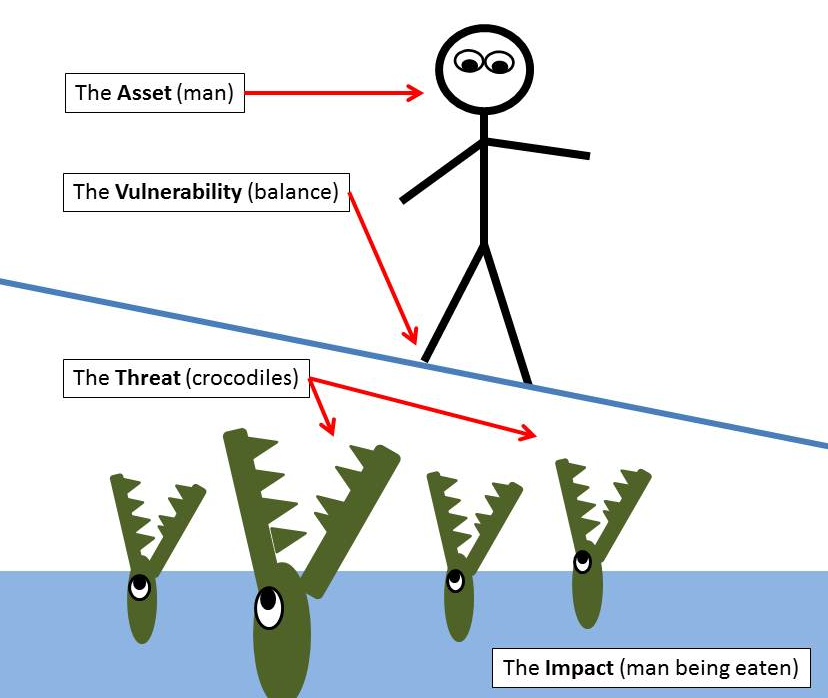 The Asset (man)
The Vulnerability (balance)
The Threat (crocodiles)
The Impact (man being eaten)